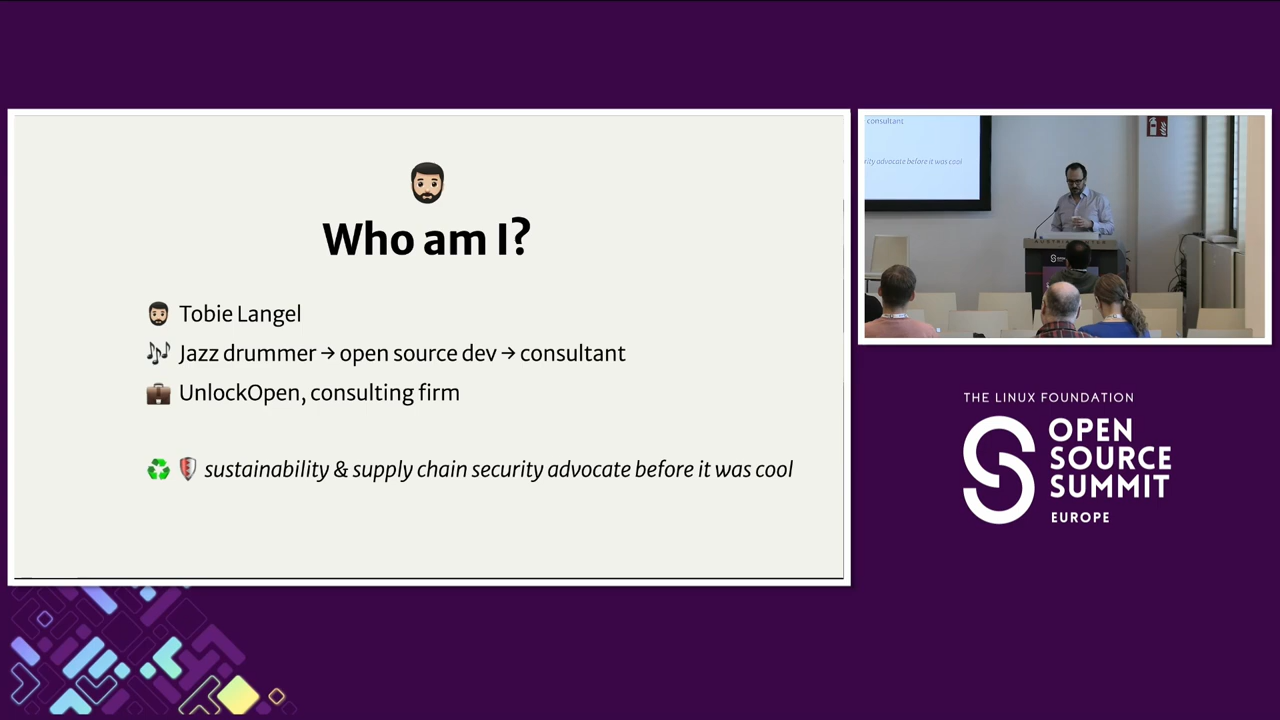 Who am I?
Tobie Langel
Jazz drummer → open source dev → consultant
UnlockOpen, consulting firm
sustainability & supply chain security advocate before it was cool
consultant
rity advocate before it was cool
THE LINUX FOUNDATION
OPEN
SOURCE
SUMMIT
EUROPE